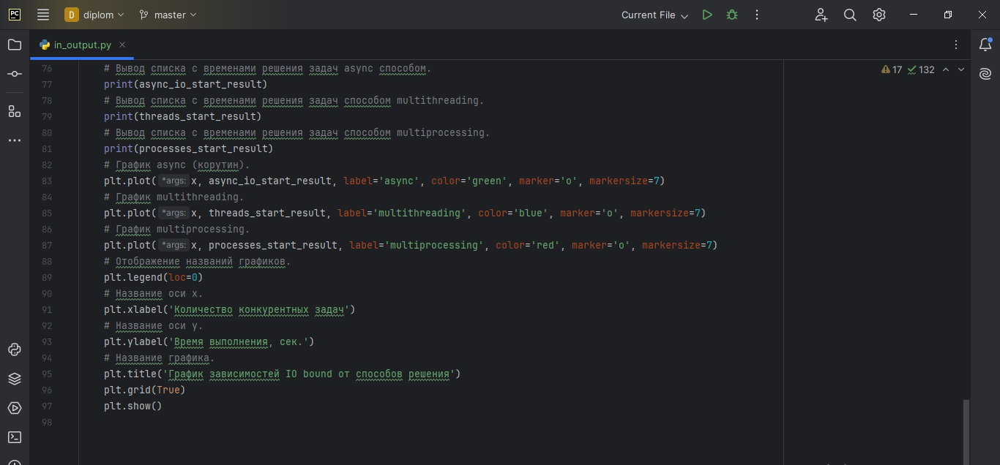 PC
D diplom master Current File
in_output.py
17 132
76 # Вывод списка с временами решения задач async способом.
77 print(async_io_start_result)
78 # Вывод списка с временами решения задач способом multithreading.
79 print(threads_start_result)
80 # Вывод списка с временами решения задач способом multiprocessing.
81 print(processes_start_result)
82 # График async (корутин).
83 plt.plot( *args: x, async_io_start_result, label='async', color='green', marker='o', markersize=7)
84 # График multithreading.
85 plt.plot( *args: x, threads_start_result, label='multithreading', color='blue', marker='o', markersize=7)
86 # График multiprocessing.
87 plt.plot( *args: x, processes_start_result, label='multiprocessing', color='red', marker='o', markersize=7)
88 # Отображение названий графиков.
89 plt.legend(loc=0)
90 # Название оси x.
91 plt.xlabel('Количество конкурентных задач')
92 # Название оси y.
93 plt.ylabel('Время выполнения, сек.')
94 # Название графика.
95 plt.title('График зависимостей IO bound от способов решения')
96 plt.grid(True)
97 plt.show()
98